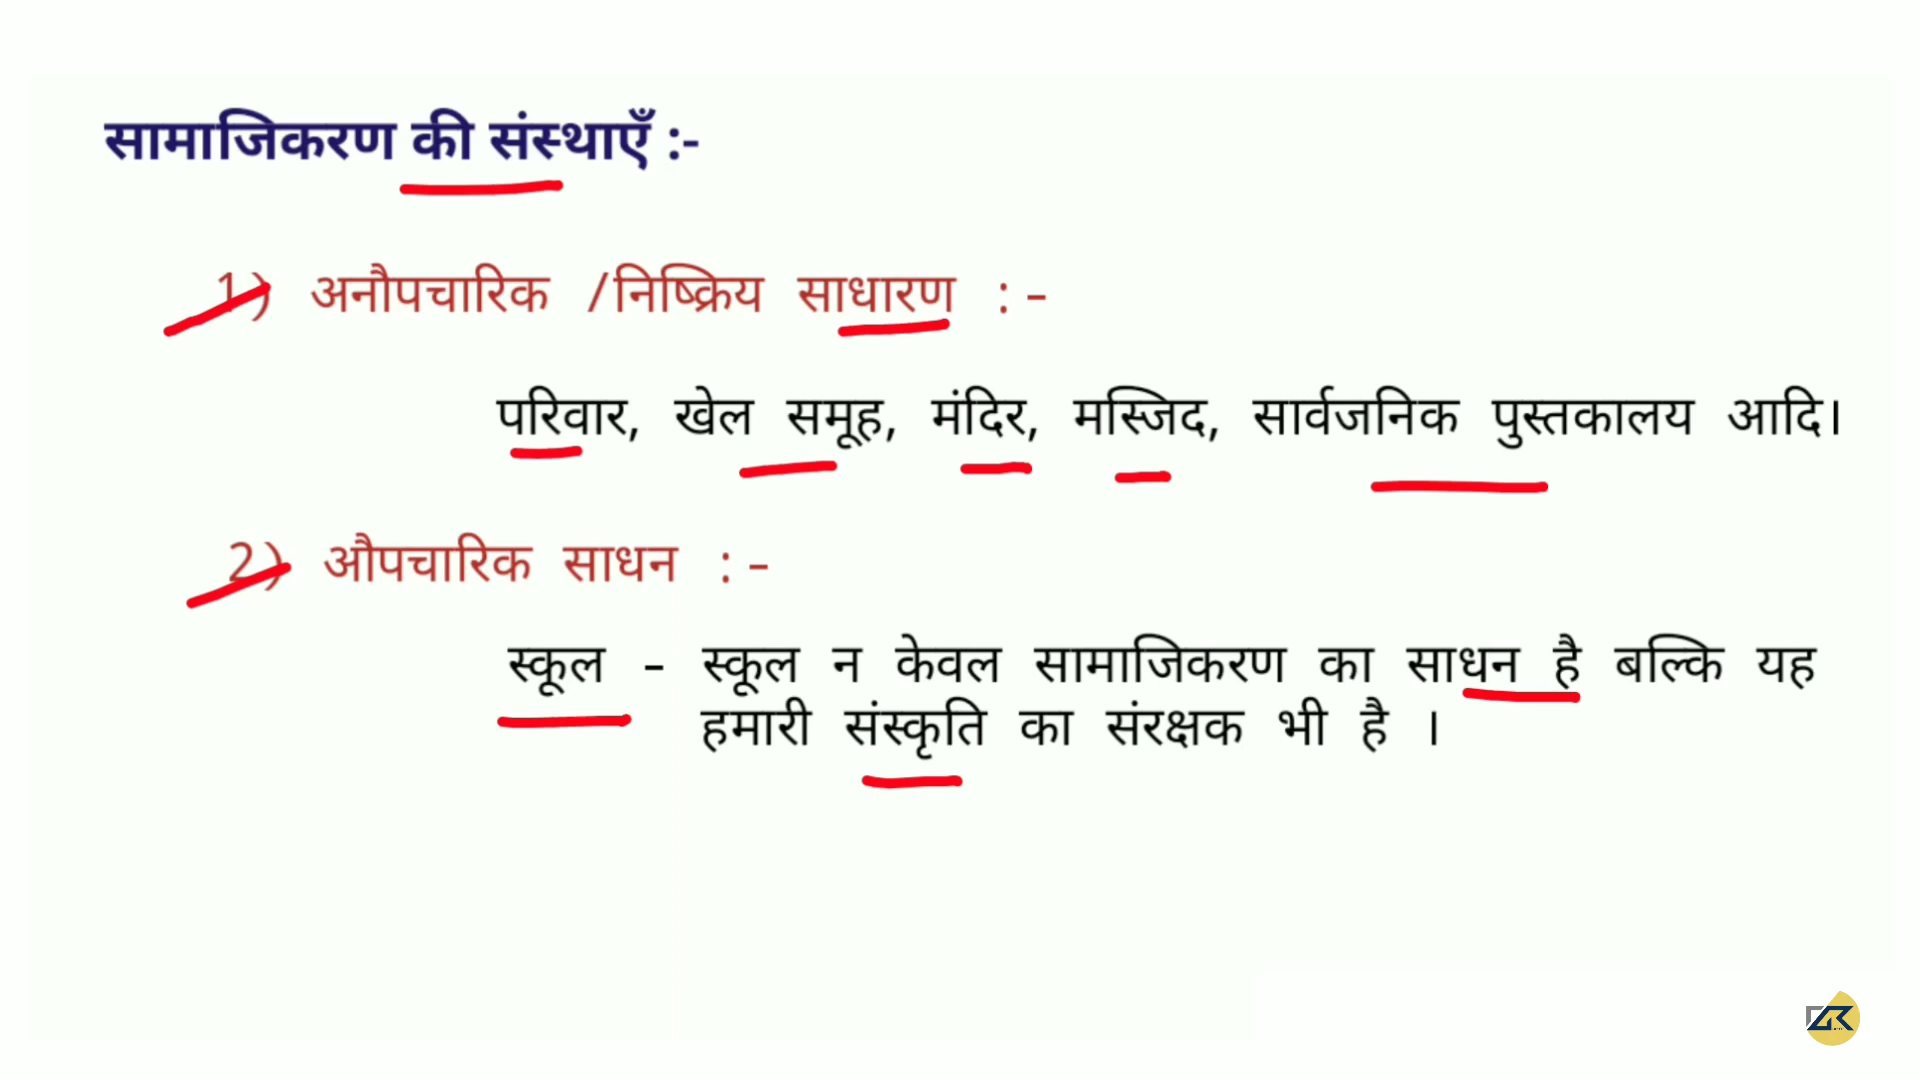 सामाजिकरण की संस्थाएँ :-
1) अनौपचारिक /निष्क्रिय साधारण :-
परिवार, खेल समूह, मंदिर, मस्जिद, सार्वजनिक पुस्तकालय आदि।
2) औपचारिक साधन :-
स्कूल - स्कूल न केवल सामाजिकरण का साधन है बल्कि यह
हमारी संस्कृति का संरक्षक भी है ।